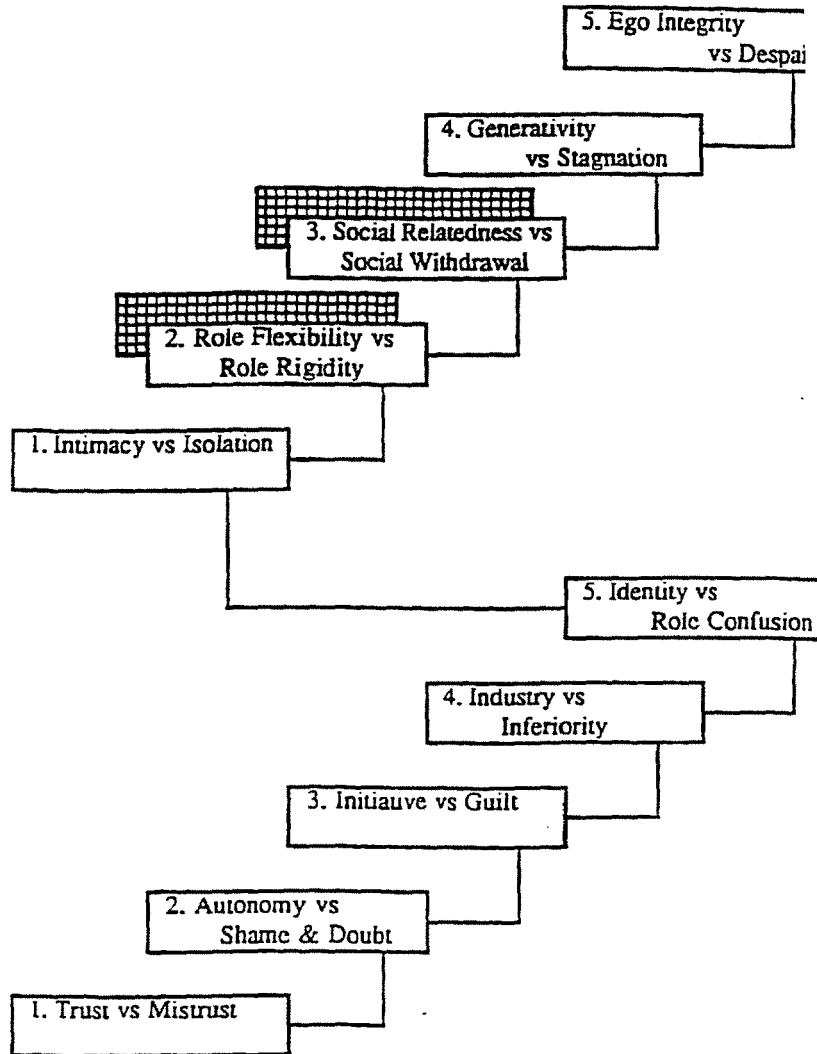 5. Ego Integrity
vs Despai
4. Generativity
vs Stagnation
3. Social Relatedness vs
Social Withdrawal
2. Role Flexibility vs
Role Rigidity
1. Intimacy vs Isolation
5. Identity vs
Role Confusion
4. Industry vs
Inferiority
3. Initiauve vs Guilt
2. Autonomy vs
Shame & Doubt
1. Trust vs Mistrust